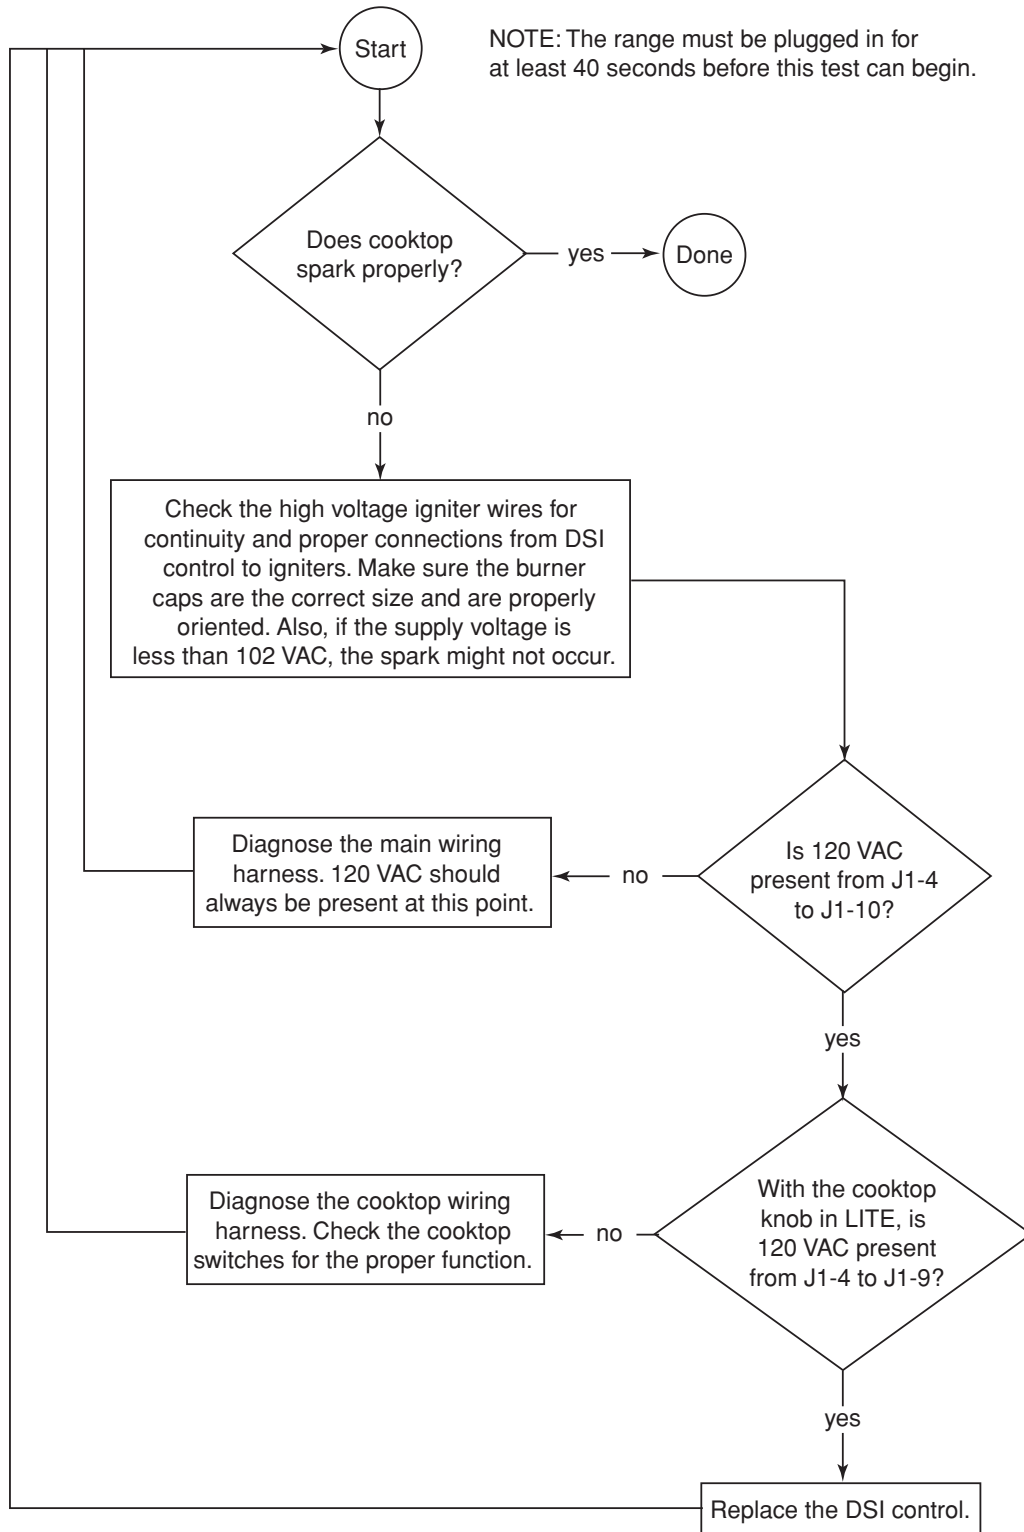 Start
NOTE: The range must be plugged in for
at least 40 seconds before this test can begin.
Does cooktop
spark properly?
yes
Done
no
Check the high voltage igniter wires for
continuity and proper connections from DSI
control to igniters. Make sure the burner
caps are the correct size and are properly
oriented. Also, if the supply voltage is
less than 102 VAC, the spark might not occur.
Is 120 VAC
present from J1-4
to J1-10?
no
Diagnose the main wiring
harness. 120 VAC should
always be present at this point.
yes
With the cooktop
knob in LITE, is
120 VAC present
from J1-4 to J1-9?
no
Diagnose the cooktop wiring
harness. Check the cooktop
switches for the proper function.
yes
Replace the DSI control.